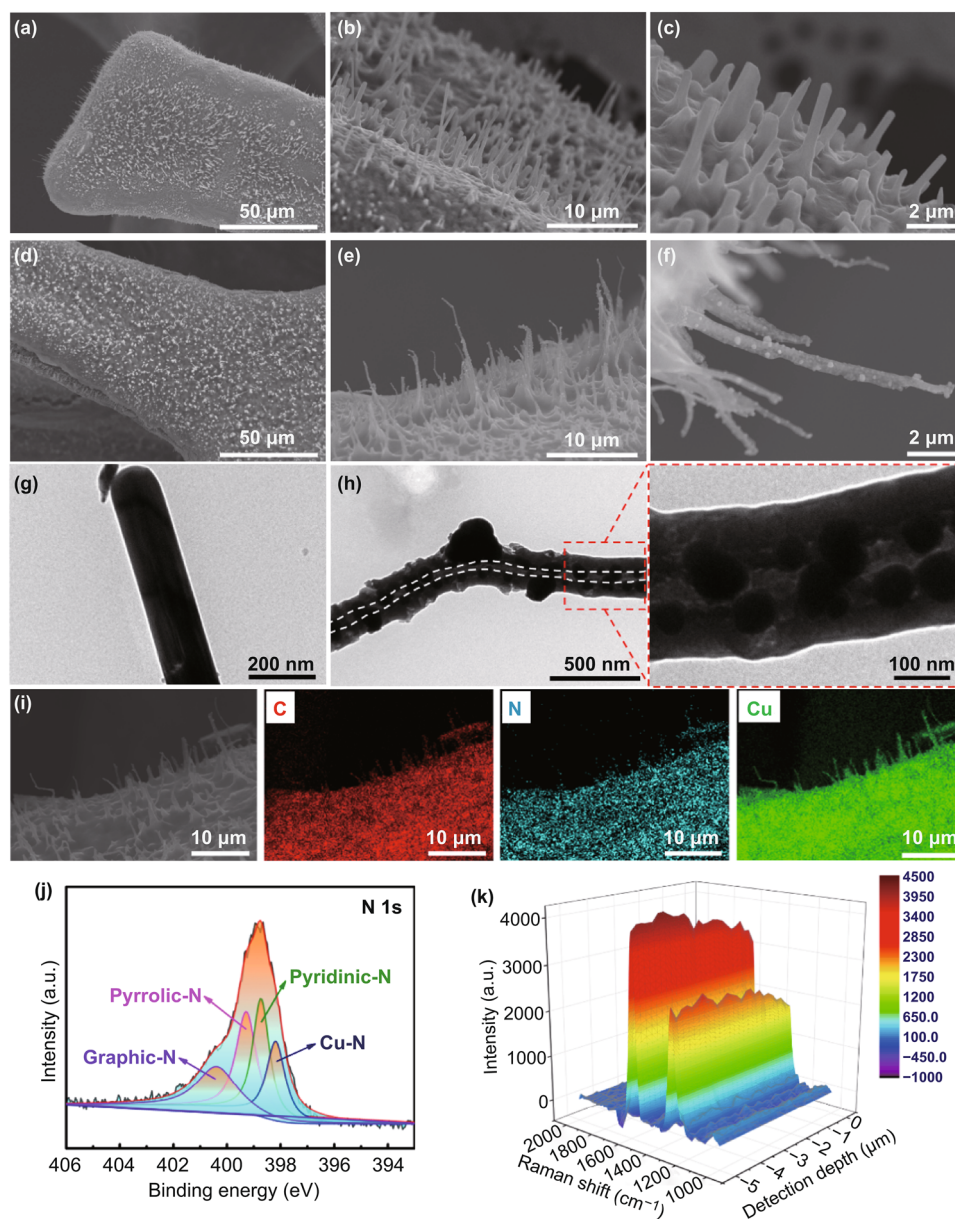 (a)
50 μm
(b)
10 μm
(c)
2 μm
(d)
50 μm
(e)
10 μm
(f)
2 μm
(g)
200 nm
(h)
500 nm
100 nm
(i)
10 μm
C
10 μm
N
10 μm
Cu
10 μm
(j)
N 1s
Pyridinic-N
Pyrrolic-N
Cu-N
Graphic-N
406 404 402 400 398 396 394
Binding energy (eV)
Intensity (a.u.)
(k)
4000
3000
2000
1000
0
Intensity (a.u.)
2000 1800 1600 1400 1200 1000
Raman shift (cm⁻¹)
−5 −4 −3 −2 −1 0
Detection depth (μm)
4500
3950
3400
2850
2300
1750
1200
650.0
100.0
−450.0
−1000